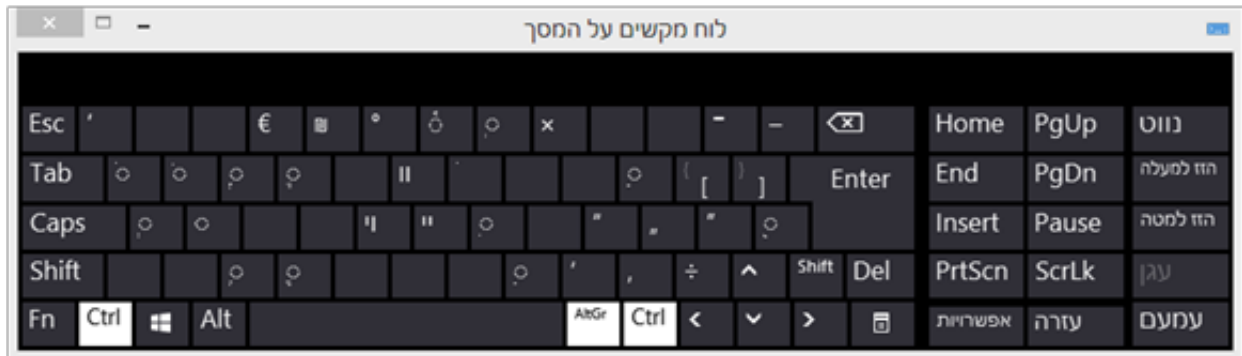 לוח מקשים על המסך
Esc ׳ € ₪ ° × − – Home PgUp נווט
Tab װ { [ } ] Enter End PgDn הזז למעלה
Caps ױ ײ ״ „ ״ Insert Pause הזז למטה
Shift ׳ ‚ ÷ Shift Del PrtScn ScrLk עגן
Fn Ctrl Alt AltGr Ctrl אפשרויות עזרה עמעם